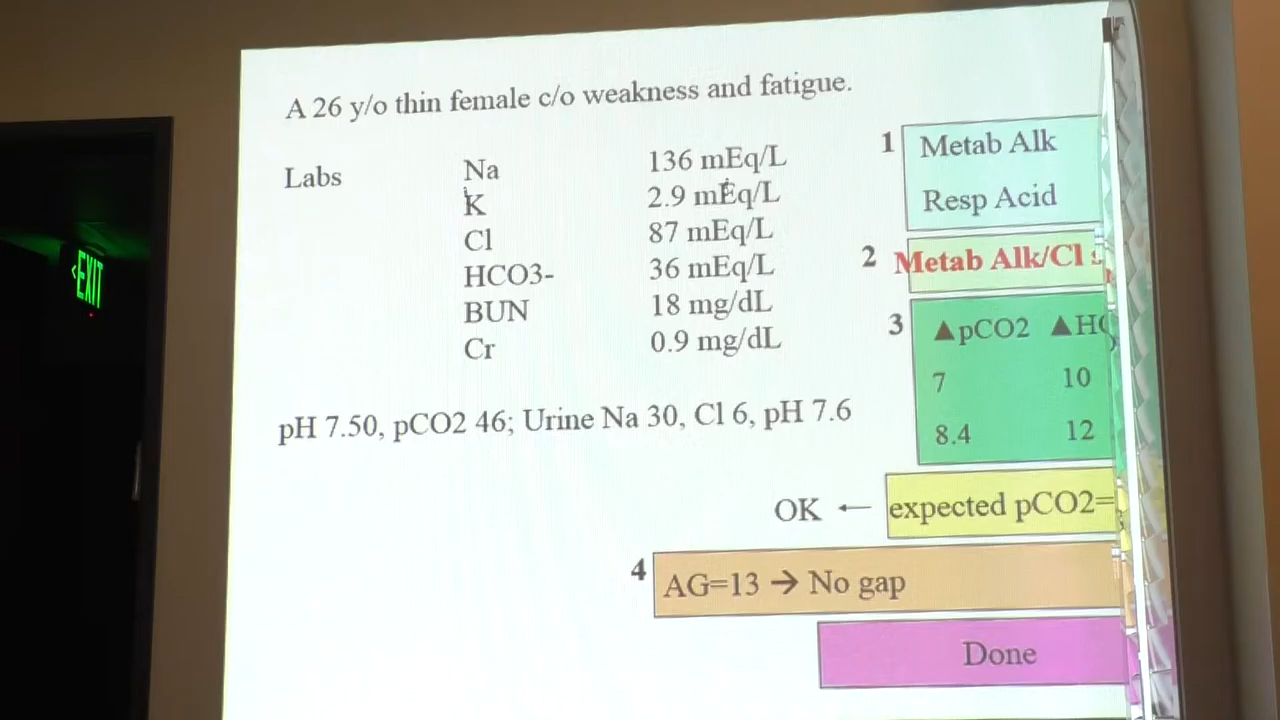 A 26 y/o thin female c/o weakness and fatigue.
Labs
Na 136 mEq/L
K 2.9 mEq/L
Cl 87 mEq/L
HCO3- 36 mEq/L
BUN 18 mg/dL
Cr 0.9 mg/dL
pH 7.50, pCO2 46; Urine Na 30, Cl 6, pH 7.6
1 Metab Alk
Resp Acid
2 Metab Alk/Cl
3 ▲pCO2 ▲HC
7 10
8.4 12
OK ← expected pCO2=
4 AG=13 → No gap
Done
EXIT